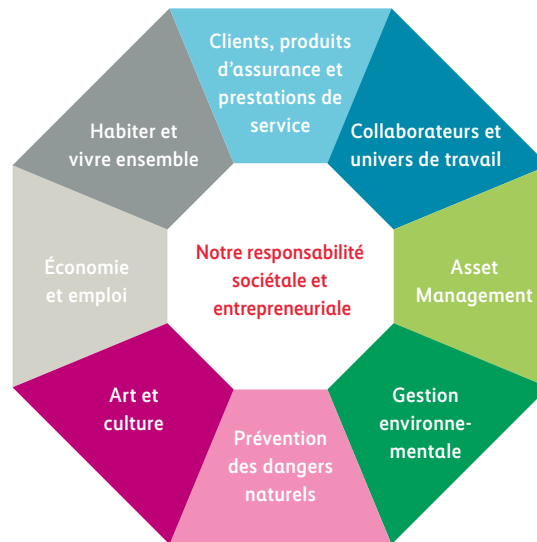 Clients, produits
d'assurance et
prestations de
service
Collaborateurs et
univers de travail
Asset
Management
Gestion
environne-
mentale
Prévention
des dangers
naturels
Art et
culture
Économie
et emploi
Habiter et
vivre ensemble
Notre responsabilité
sociétale et
entrepreneuriale